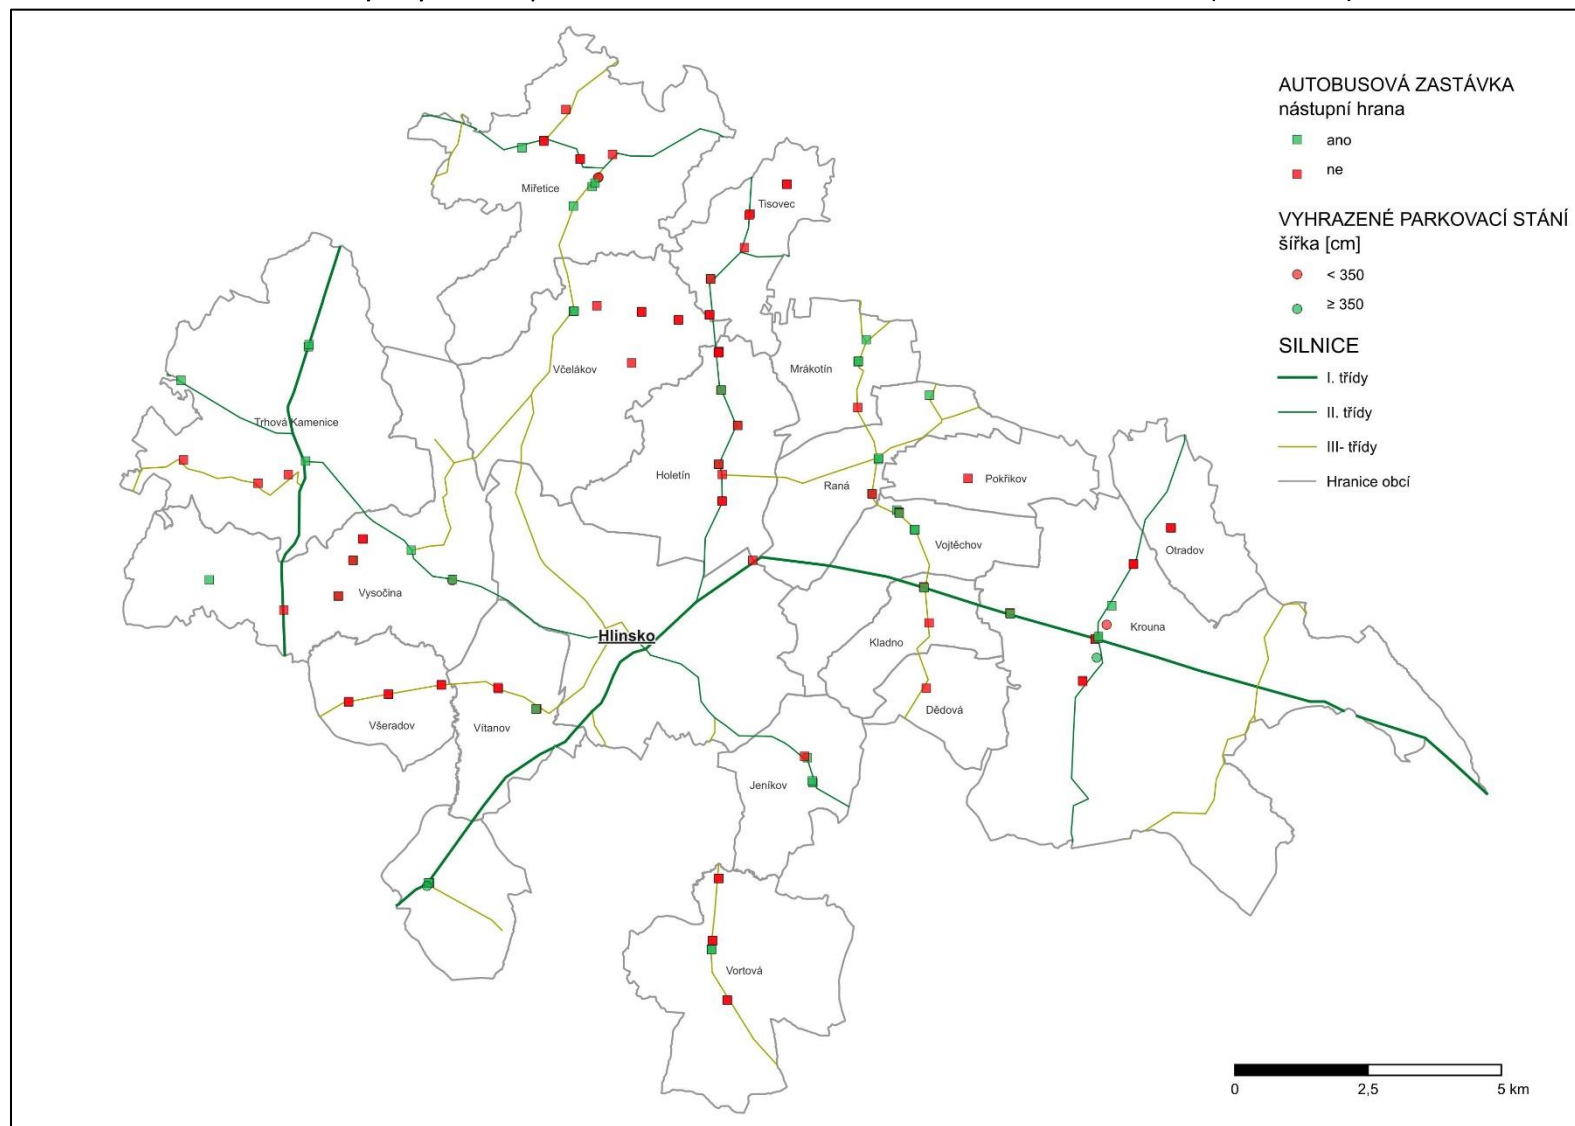 AUTOBUSOVÁ ZASTÁVKA
nástupní hrana
ano
ne
VYHRAZENÉ PARKOVACÍ STÁNÍ
šířka [cm]
< 350
≥ 350
SILNICE
I. třídy
II. třídy
III- třídy
Hranice obcí
Miřetice
Tisovec
Včelákov
Mrákotín
Trhová Kamenice
Holetín
Raná
Pokřikov
Vojtěchov
Otradov
Vysočina
Krouna
Hlinsko
Kladno
Dědová
Všeradov
Vítanov
Jeníkov
Vortová
0
2,5
5 km